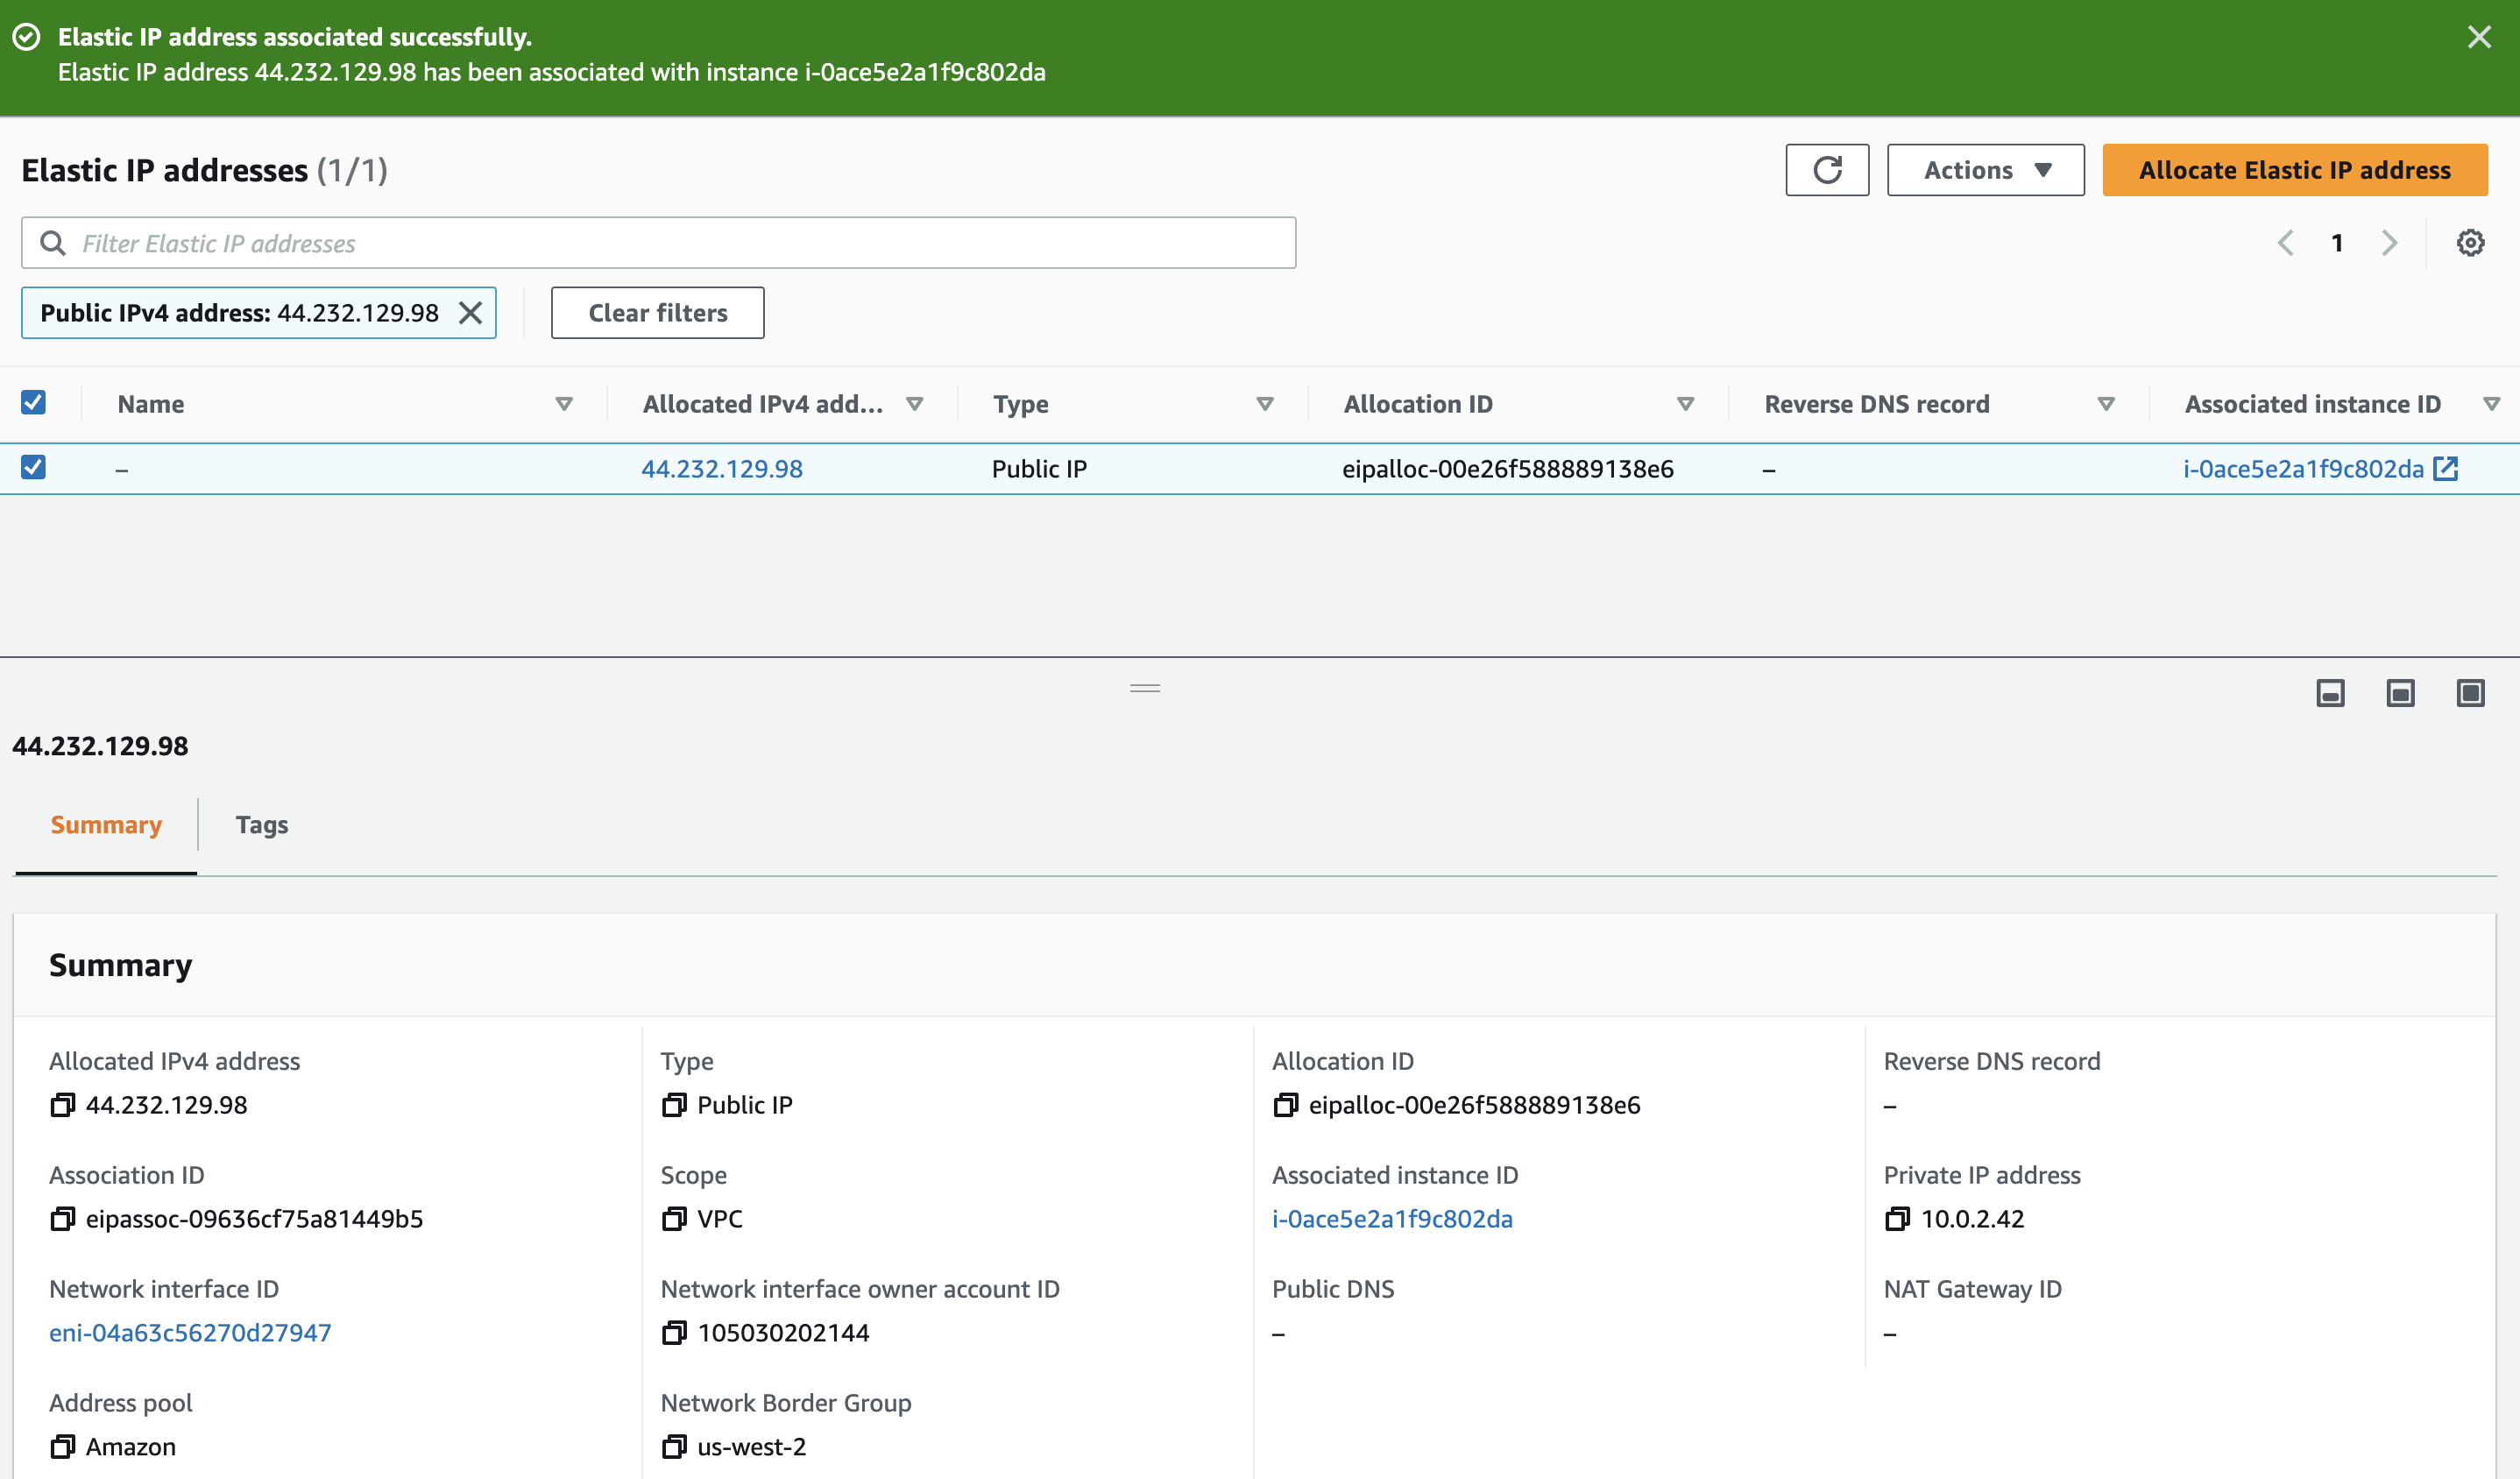 Elastic IP address associated successfully.
Elastic IP address 44.232.129.98 has been associated with instance i-0ace5e2a1f9c802da
Elastic IP addresses (1/1)
Actions
Allocate Elastic IP address
Filter Elastic IP addresses
1
Public IPv4 address: 44.232.129.98
Clear filters
Name Allocated IPv4 add... Type Allocation ID Reverse DNS record Associated instance ID
– 44.232.129.98 Public IP eipalloc-00e26f588889138e6 – i-0ace5e2a1f9c802da
44.232.129.98
Summary Tags
Summary
Allocated IPv4 address Type Allocation ID Reverse DNS record
44.232.129.98 Public IP eipalloc-00e26f588889138e6 –
Association ID Scope Associated instance ID Private IP address
eipassoc-09636cf75a81449b5 VPC i-0ace5e2a1f9c802da 10.0.2.42
Network interface ID Network interface owner account ID Public DNS NAT Gateway ID
eni-04a63c56270d27947 105030202144 – –
Address pool Network Border Group
Amazon us-west-2